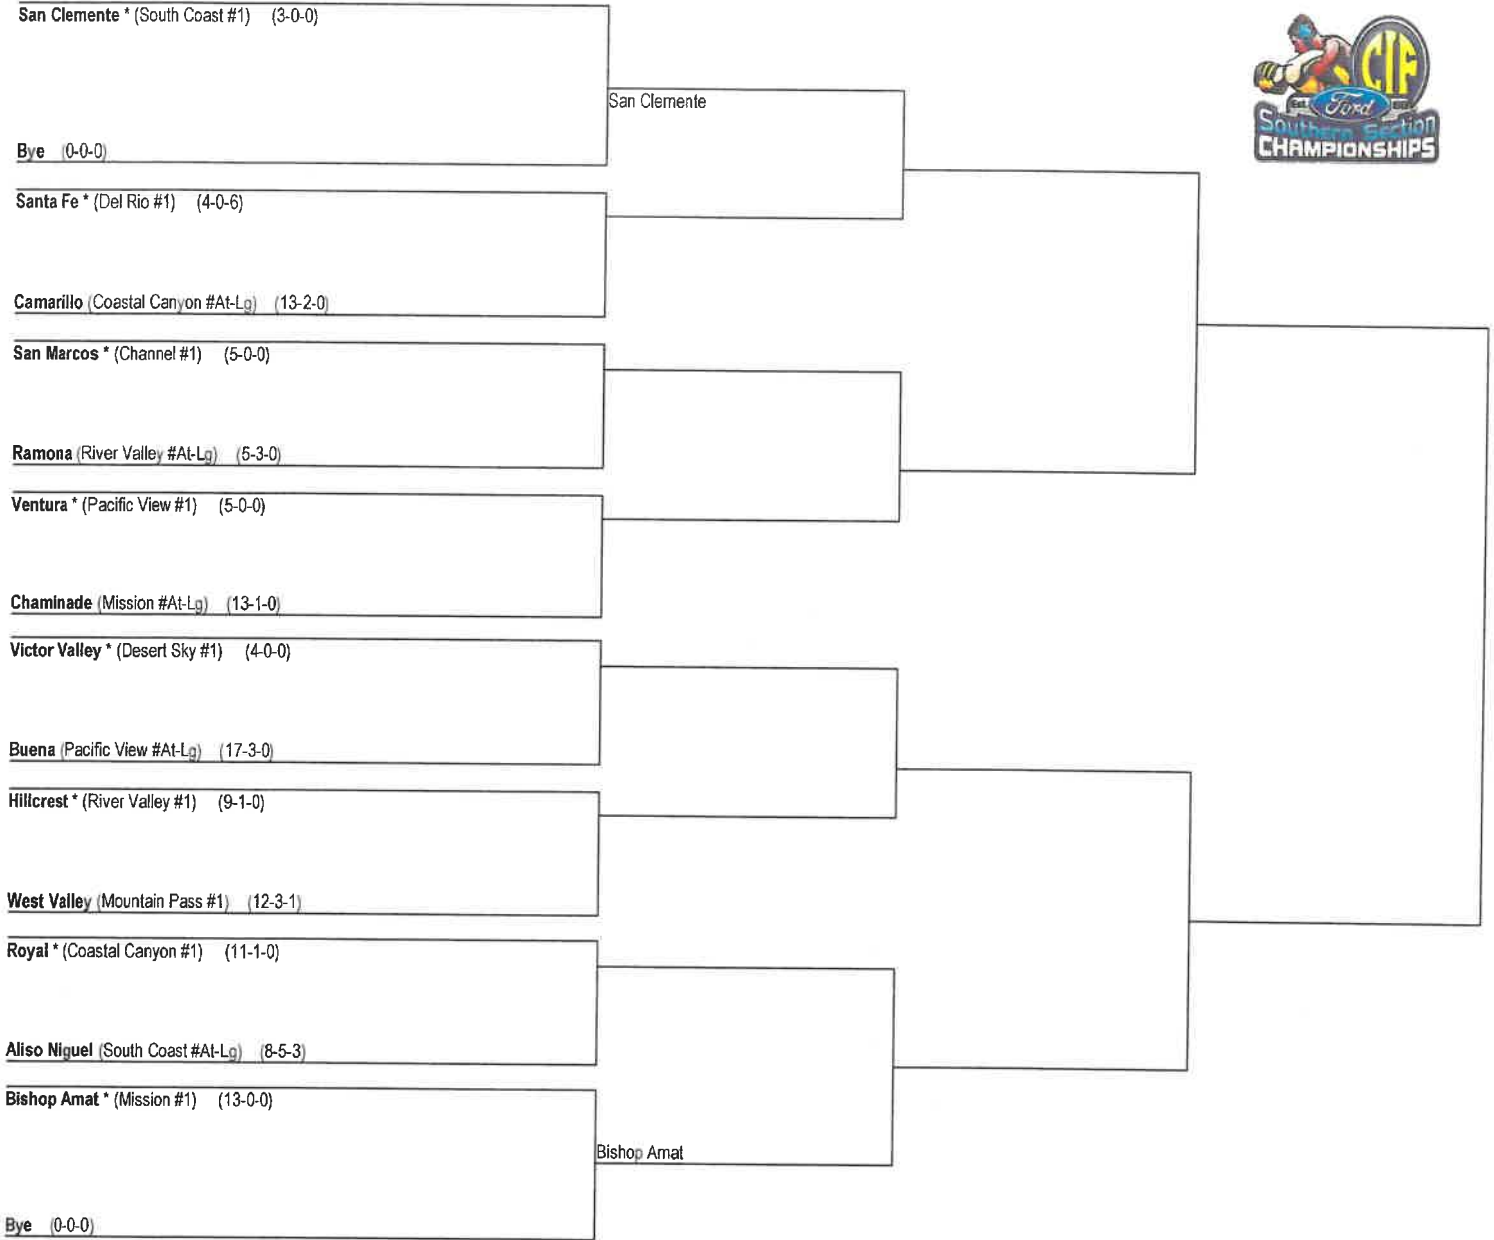 San Clemente * (South Coast #1) (3-0-0)
San Clemente
Bye (0-0-0)
Santa Fe * (Del Rio #1) (4-0-6)
Camarillo (Coastal Canyon #At-Lg) (13-2-0)
San Marcos * (Channel #1) (5-0-0)
Ramona (River Valley #At-Lg) (5-3-0)
Ventura * (Pacific View #1) (5-0-0)
Chaminade (Mission #At-Lg) (13-1-0)
Victor Valley * (Desert Sky #1) (4-0-0)
Buena (Pacific View #At-Lg) (17-3-0)
Hillcrest * (River Valley #1) (9-1-0)
West Valley (Mountain Pass #1) (12-3-1)
Royal * (Coastal Canyon #1) (11-1-0)
Aliso Niguel (South Coast #At-Lg) (8-5-3)
Bishop Amat * (Mission #1) (13-0-0)
Bishop Amat
Bye (0-0-0)
CIF
Ford
Southern Section
CHAMPIONSHIPS